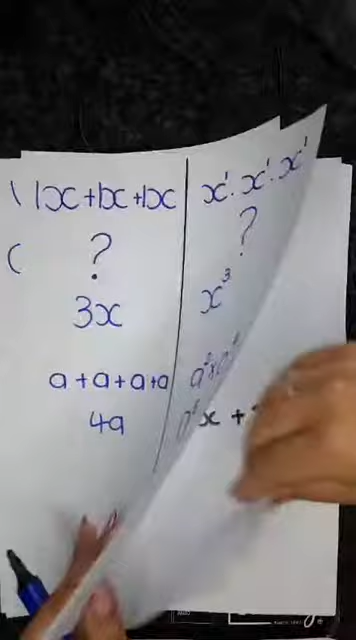 1x+1x+1x
x¹·x¹·x¹
?
?
3x
x³
a+a+a+a
4a
x +